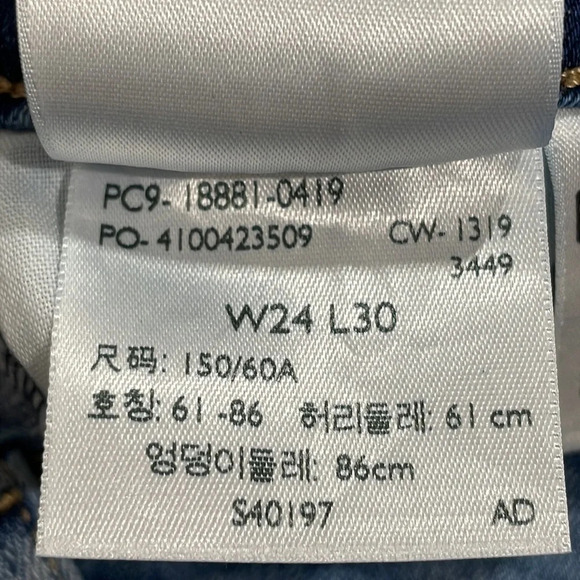 PC9- 18881-0419
PO- 4100423509 CW- 1319
3449
W24 L30
尺码: 150/60A
호칭: 61 -86 허리둘레: 61 cm
엉덩이둘레: 86cm
S40197 AD